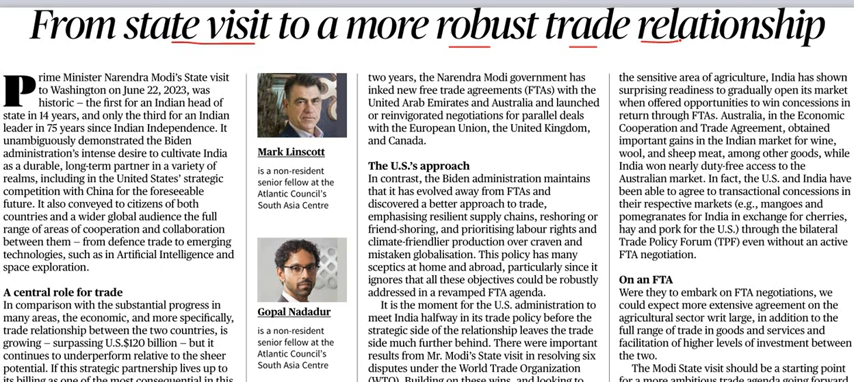 From state visit to a more robust trade relationship
Prime Minister Narendra Modi's State visit
to Washington on June 22, 2023, was
historic – the first for an Indian head of
state in 14 years, and only the third for an Indian
leader in 75 years since Indian Independence. It
unambiguously demonstrated the Biden
administration's intense desire to cultivate India
as a durable, long-term partner in a variety of
realms, including in the United States' strategic
competition with China for the foreseeable
future. It also conveyed to citizens of both
countries and a wider global audience the full
range of areas of cooperation and collaboration
between them – from defence trade to emerging
technologies, such as in Artificial Intelligence and
space exploration.
A central role for trade
In comparison with the substantial progress in
many areas, the economic, and more specifically,
trade relationship between the two countries, is
growing – surpassing U.S.$120 billion – but it
continues to underperform relative to the sheer
potential. If this strategic partnership lives up to
its billing as one of the most consequential in this
Mark Linscott
is a non-resident
senior fellow at the
Atlantic Council's
South Asia Centre
Gopal Nadadur
is a non-resident
senior fellow at the
Atlantic Council's
South Asia Centre
two years, the Narendra Modi government has
inked new free trade agreements (FTAs) with the
United Arab Emirates and Australia and launched
or reinvigorated negotiations for parallel deals
with the European Union, the United Kingdom,
and Canada.
The U.S.'s approach
In contrast, the Biden administration maintains
that it has evolved away from FTAs and
discovered a better approach to trade,
emphasising resilient supply chains, reshoring or
friend-shoring, and prioritising labour rights and
climate-friendlier production over craven and
mistaken globalisation. This policy has many
sceptics at home and abroad, particularly since it
ignores that all these objectives could be robustly
addressed in a revamped FTA agenda.
It is the moment for the U.S. administration to
meet India halfway in its trade policy before the
strategic side of the relationship leaves the trade
side much further behind. There were important
results from Mr. Modi's State visit in resolving six
disputes under the World Trade Organization
(WTO). Building on these wins, and looking to
the sensitive area of agriculture, India has shown
surprising readiness to gradually open its market
when offered opportunities to win concessions in
return through FTAs. Australia, in the Economic
Cooperation and Trade Agreement, obtained
important gains in the Indian market for wine,
wool, and sheep meat, among other goods, while
India won nearly duty-free access to the
Australian market. In fact, the U.S. and India have
been able to agree to transactional concessions in
their respective markets (e.g., mangoes and
pomegranates for India in exchange for cherries,
hay and pork for the U.S.) through the bilateral
Trade Policy Forum (TPF) even without an active
FTA negotiation.
On an FTA
Were they to embark on FTA negotiations, we
could expect more extensive agreement on the
agricultural sector writ large, in addition to the
full range of trade in goods and services and
facilitation of higher levels of investment between
the two.
The Modi State visit should be a starting point
for a more ambitious trade agenda going forward